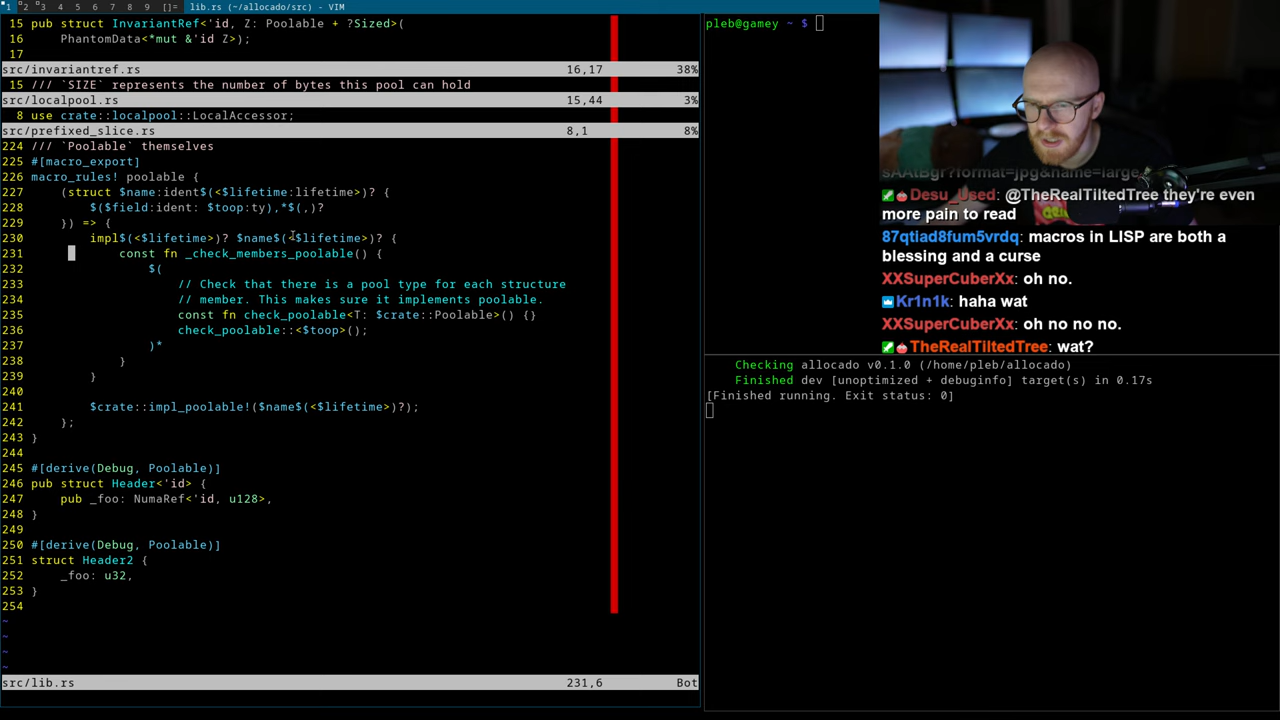 1 2 3 4 5 6 7 8 9 []= lib.rs (~/allocado/src) - VIM
15 pub struct InvariantRef<'id, Z: Poolable + ?Sized>(
16     PhantomData<*mut &'id Z>);
17
src/invariantref.rs 16,17 38%
15 /// `SIZE` represents the number of bytes this pool can hold
src/localpool.rs 15,44 3%
8 use crate::localpool::LocalAccessor;
src/prefixed_slice.rs 8,1 8%
224 /// `Poolable` themselves
225 #[macro_export]
226 macro_rules! poolable {
227     (struct $name:ident$(<$lifetime:lifetime>)? {
228         $($field:ident: $toop:ty),*$(,)?
229     }) => {
230         impl$(<$lifetime>)? $name$(<$lifetime>)? {
231             const fn _check_members_poolable() {
232                 $(
233                     // Check that there is a pool type for each structure
234                     // member. This makes sure it implements poolable.
235                     const fn check_poolable<T: $crate::Poolable>() {}
236                     check_poolable::<$toop>();
237                 )*
238             }
239         }
240
241         $crate::impl_poolable!($name$(<$lifetime>)?);
242     };
243 }
244
245 #[derive(Debug, Poolable)]
246 pub struct Header<'id> {
247     pub _foo: NumaRef<'id, u128>,
248 }
249
250 #[derive(Debug, Poolable)]
251 struct Header2 {
252     _foo: u32,
253 }
254
~
~
~
~
src/lib.rs 231,6 Bot
pleb@gamey ~ $
Checking allocado v0.1.0 (/home/pleb/allocado)
Finished dev [unoptimized + debuginfo] target(s) in 0.17s
[Finished running. Exit status: 0]
sAAtBgr?format=jpg&name=large
Desu_Used: @TheRealTiltedTree they're even
more pain to read
87qtiad8fum5vrdq: macros in LISP are both a
blessing and a curse
XXSuperCuberXx: oh no.
Kr1n1k: haha wat
XXSuperCuberXx: oh no no no.
TheRealTiltedTree: wat?